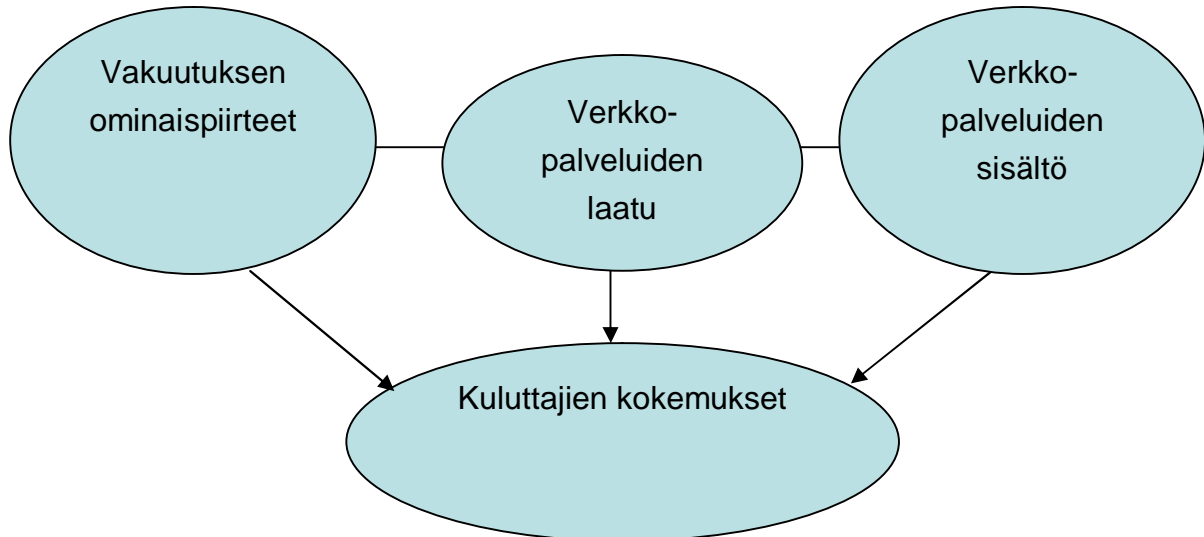 Vakuutuksen
ominaispiirteet
Verkko-
palveluiden
laatu
Verkko-
palveluiden
sisältö
Kuluttajien kokemukset